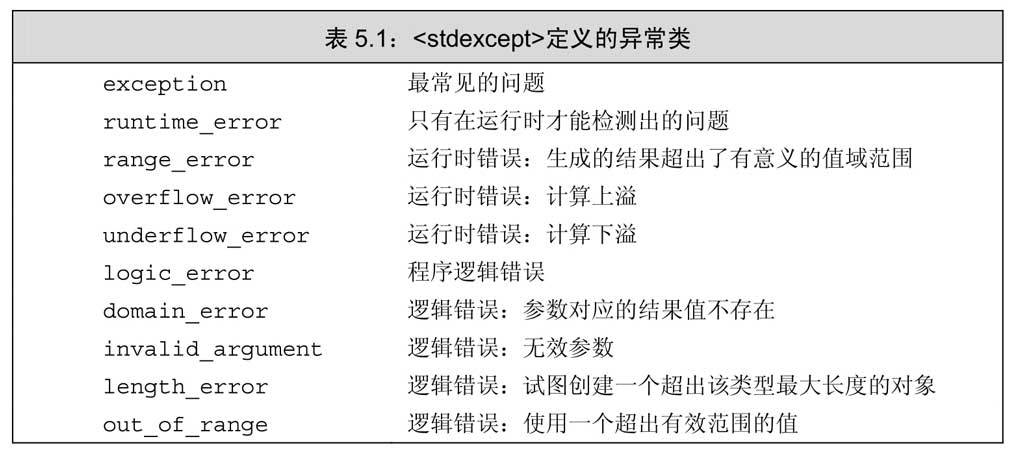 表 5.1：<stdexcept>定义的异常类
exception 最常见的问题
runtime_error 只有在运行时才能检测出的问题
range_error 运行时错误：生成的结果超出了有意义的值域范围
overflow_error 运行时错误：计算上溢
underflow_error 运行时错误：计算下溢
logic_error 程序逻辑错误
domain_error 逻辑错误：参数对应的结果值不存在
invalid_argument 逻辑错误：无效参数
length_error 逻辑错误：试图创建一个超出该类型最大长度的对象
out_of_range 逻辑错误：使用一个超出有效范围的值